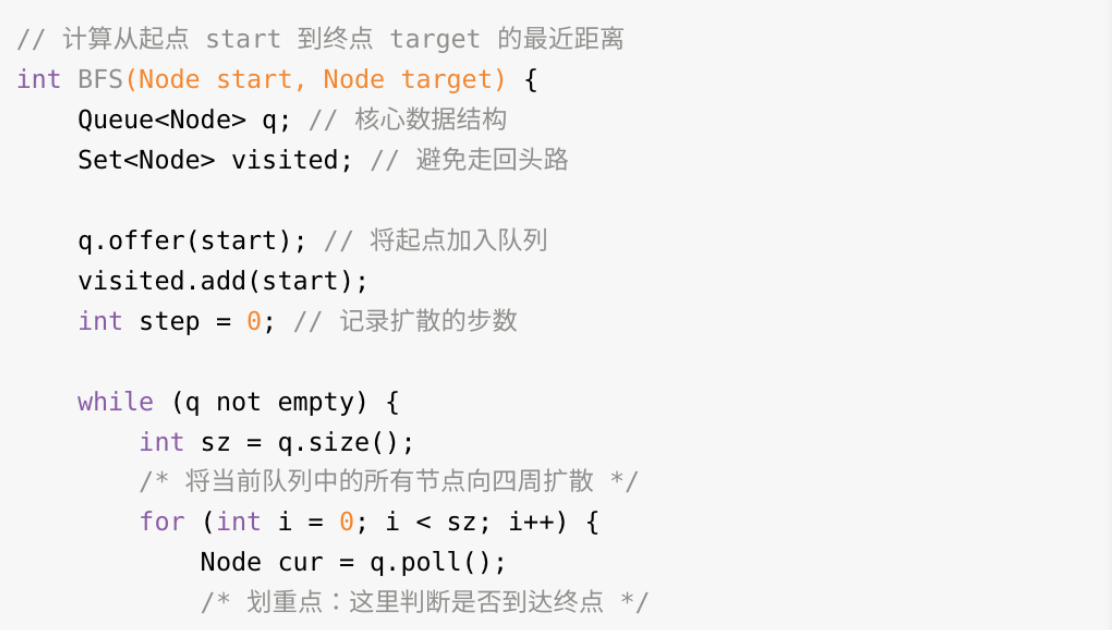 // 计算从起点 start 到终点 target 的最近距离
int BFS(Node start, Node target) {
    Queue<Node> q; // 核心数据结构
    Set<Node> visited; // 避免走回头路

    q.offer(start); // 将起点加入队列
    visited.add(start);
    int step = 0; // 记录扩散的步数

    while (q not empty) {
        int sz = q.size();
        /* 将当前队列中的所有节点向四周扩散 */
        for (int i = 0; i < sz; i++) {
            Node cur = q.poll();
            /* 划重点：这里判断是否到达终点 */